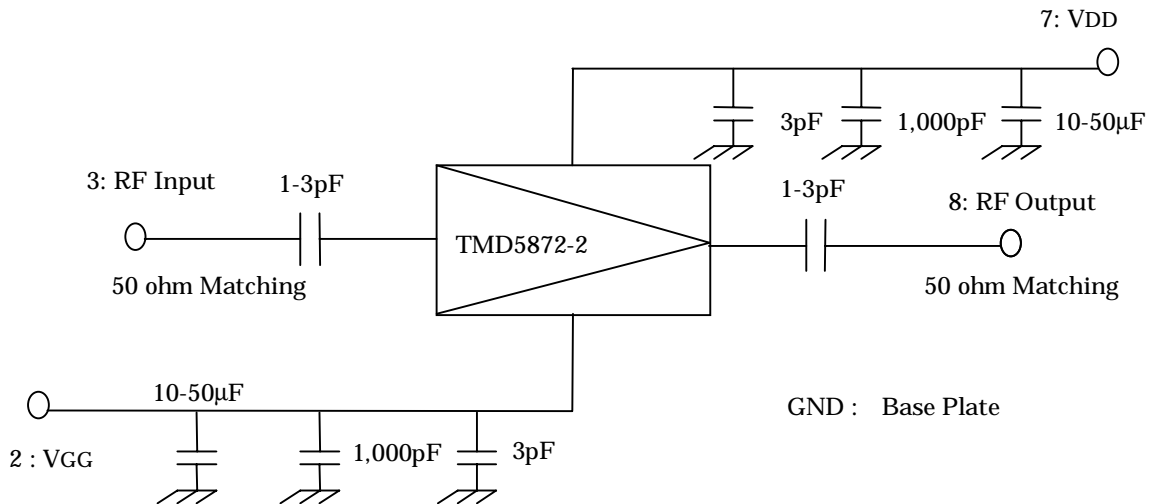 7: VDD
3pF
1,000pF
10-50µF
3: RF Input
1-3pF
1-3pF
8: RF Output
TMD5872-2
50 ohm Matching
50 ohm Matching
10-50µF
GND : Base Plate
2 : VGG
1,000pF
3pF